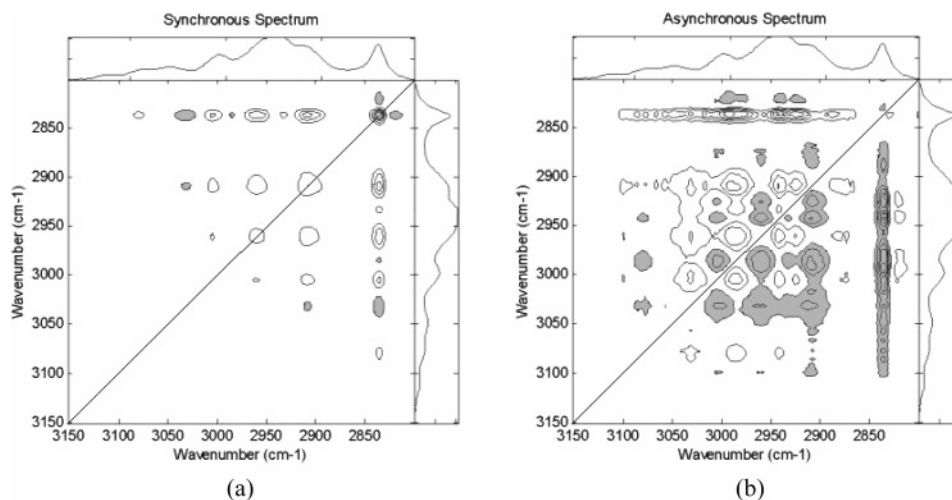 Synchronous Spectrum
Asynchronous Spectrum
2850
2900
2950
3000
3050
3100
3150
Wavenumber (cm-1)
3150 3100 3050 3000 2950 2900 2850
Wavenumber (cm-1)
2850
2900
2950
3000
3050
3100
3150
Wavenumber (cm-1)
3150 3100 3050 3000 2950 2900 2850
Wavenumber (cm-1)
(a)
(b)